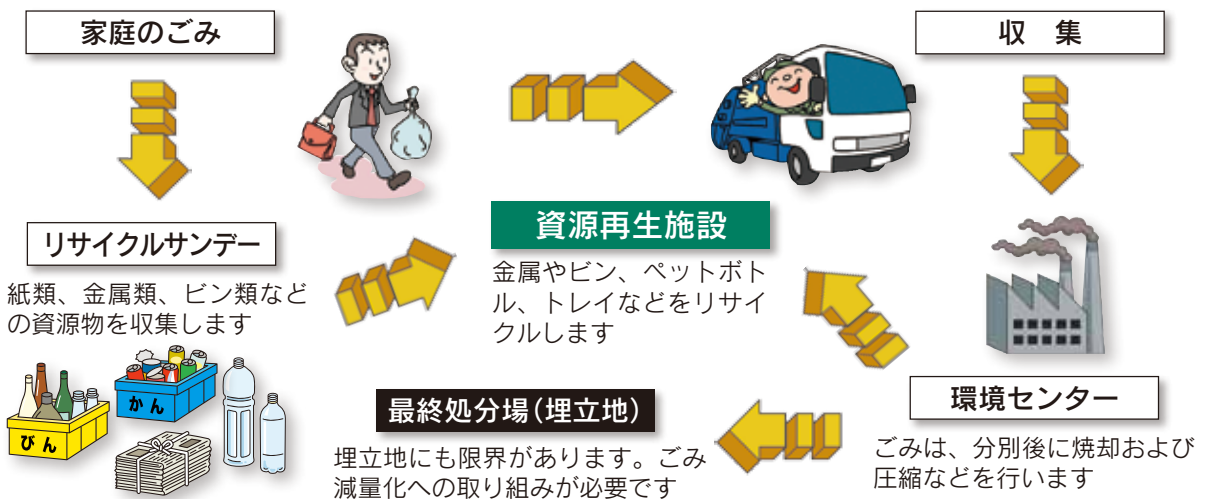 家庭のごみ
収 集
リサイクルサンデー
紙類、金属類、ビン類など
の資源物を収集します
びん
かん
資源再生施設
金属やビン、ペットボト
ル、トレイなどをリサイ
クルします
最終処分場(埋立地)
埋立地にも限界があります。ごみ
減量化への取り組みが必要です
環境センター
ごみは、分別後に焼却および
圧縮などを行います